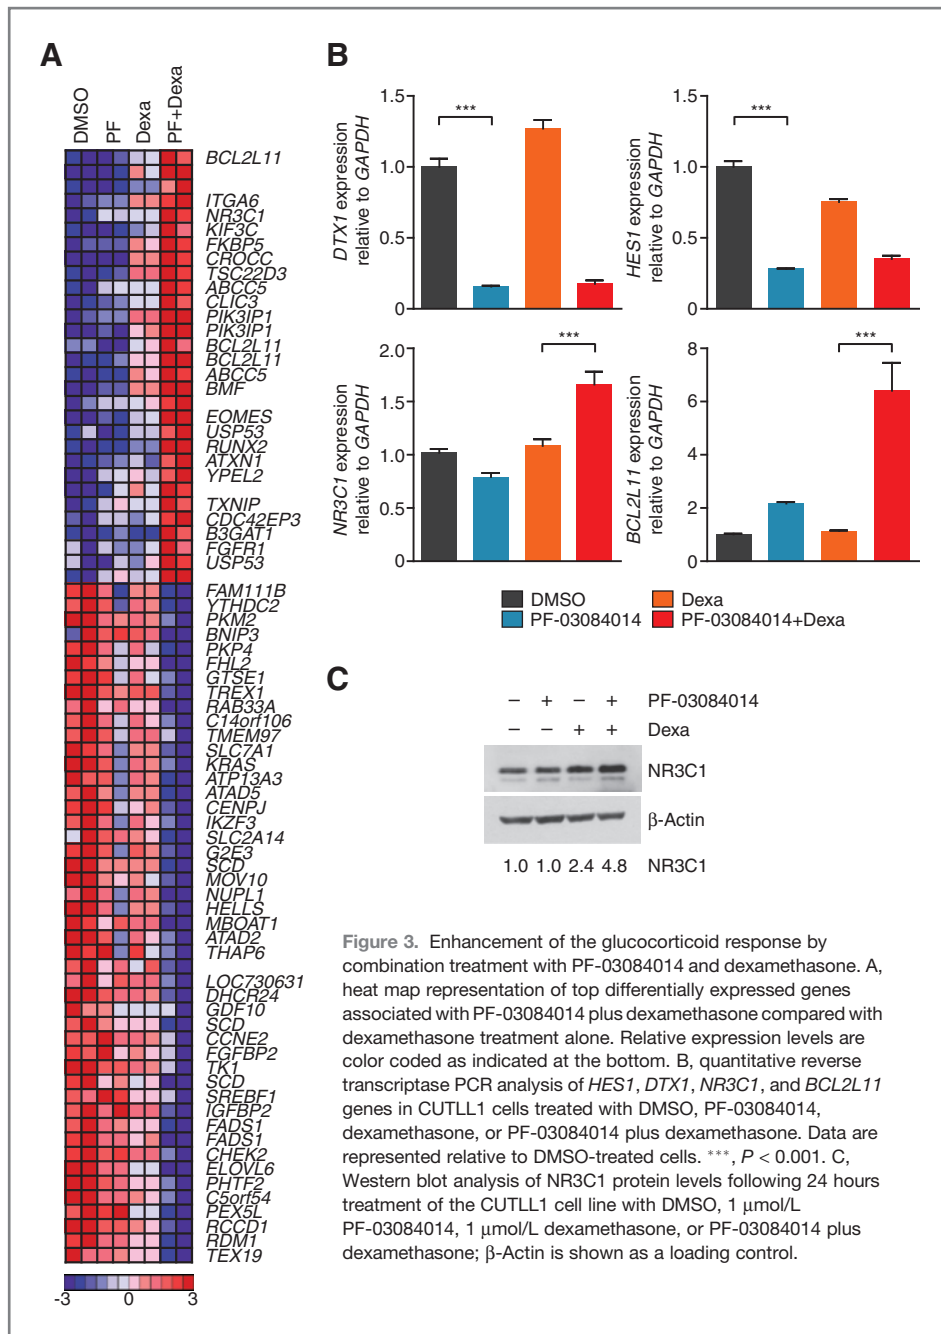 A
DMSO
PF
Dexa
PF+Dexa
BCL2L11
ITGA6
NR3C1
KIF3C
FKBP5
CROCC
TSC22D3
ABCC5
CLIC3
PIK3IP1
PIK3IP1
BCL2L11
BCL2L11
ABCC5
BMF
EOMES
USP53
RUNX2
ATXN1
YPEL2
TXNIP
CDC42EP3
B3GAT1
FGFR1
USP53
FAM111B
YTHDC2
PKM2
BNIP3
PKP4
FHL2
GTSE1
TREX1
RAB33A
C14orf106
TMEM97
SLC7A1
KRAS
ATP13A3
ATAD5
CENPJ
IKZF3
SLC2A14
G2E3
SCD
MOV10
NUPL1
HELLS
MBOAT1
ATAD2
THAP6
LOC730631
DHCR24
GDF10
SCD
CCNE2
FGFBP2
TK1
SCD
SREBF1
IGFBP2
FADS1
FADS1
CHEK2
ELOVL6
PHTF2
C5orf54
PEX5L
RCCD1
RDM1
TEX19
-3 0 3
B
DTX1 expression
relative to GAPDH
1.5
1.0
0.5
0
***
HES1 expression
relative to GAPDH
1.5
1.0
0.5
0
***
NR3C1 expression
relative to GAPDH
2.0
1.5
1.0
0.5
0
***
BCL2L11 expression
relative to GAPDH
8
6
4
2
0
***
DMSO Dexa
PF-03084014 PF-03084014+Dexa
C
– + – + PF-03084014
– – + + Dexa
NR3C1
β-Actin
1.0 1.0 2.4 4.8 NR3C1
Figure 3. Enhancement of the glucocorticoid response by
combination treatment with PF-03084014 and dexamethasone. A,
heat map representation of top differentially expressed genes
associated with PF-03084014 plus dexamethasone compared with
dexamethasone treatment alone. Relative expression levels are
color coded as indicated at the bottom. B, quantitative reverse
transcriptase PCR analysis of HES1, DTX1, NR3C1, and BCL2L11
genes in CUTLL1 cells treated with DMSO, PF-03084014,
dexamethasone, or PF-03084014 plus dexamethasone. Data are
represented relative to DMSO-treated cells. ***, P < 0.001. C,
Western blot analysis of NR3C1 protein levels following 24 hours
treatment of the CUTLL1 cell line with DMSO, 1 μmol/L
PF-03084014, 1 μmol/L dexamethasone, or PF-03084014 plus
dexamethasone; β-Actin is shown as a loading control.